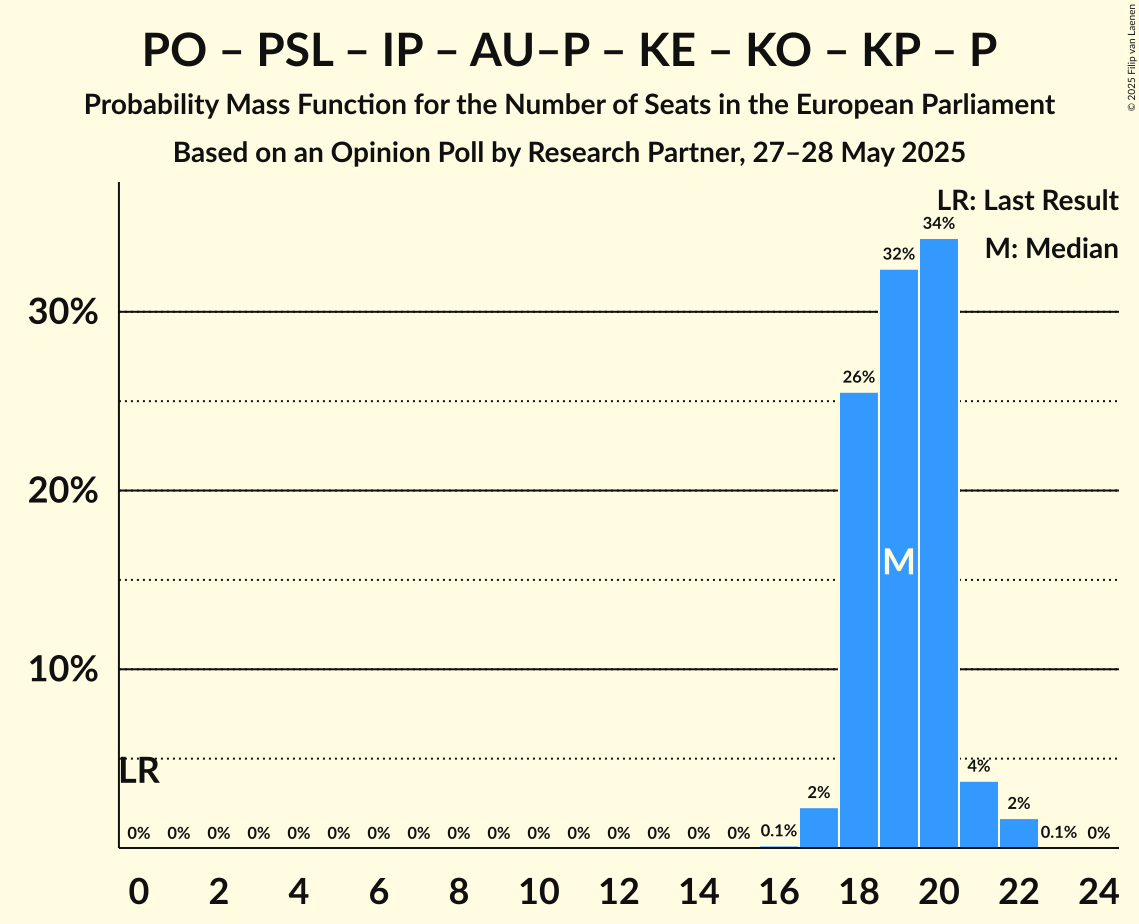 PO – PSL – IP – AU–P – KE – KO – KP – P
Probability Mass Function for the Number of Seats in the European Parliament
Based on an Opinion Poll by Research Partner, 27–28 May 2025
© 2025 Filip van Laenen
LR: Last Result
M: Median
30%
20%
10%
34%
32%
26%
M
LR
0% 0% 0% 0% 0% 0% 0% 0% 0% 0% 0% 0% 0% 0% 0% 0% 0.1% 2% 4% 2% 0.1% 0%
0 2 4 6 8 10 12 14 16 18 20 22 24